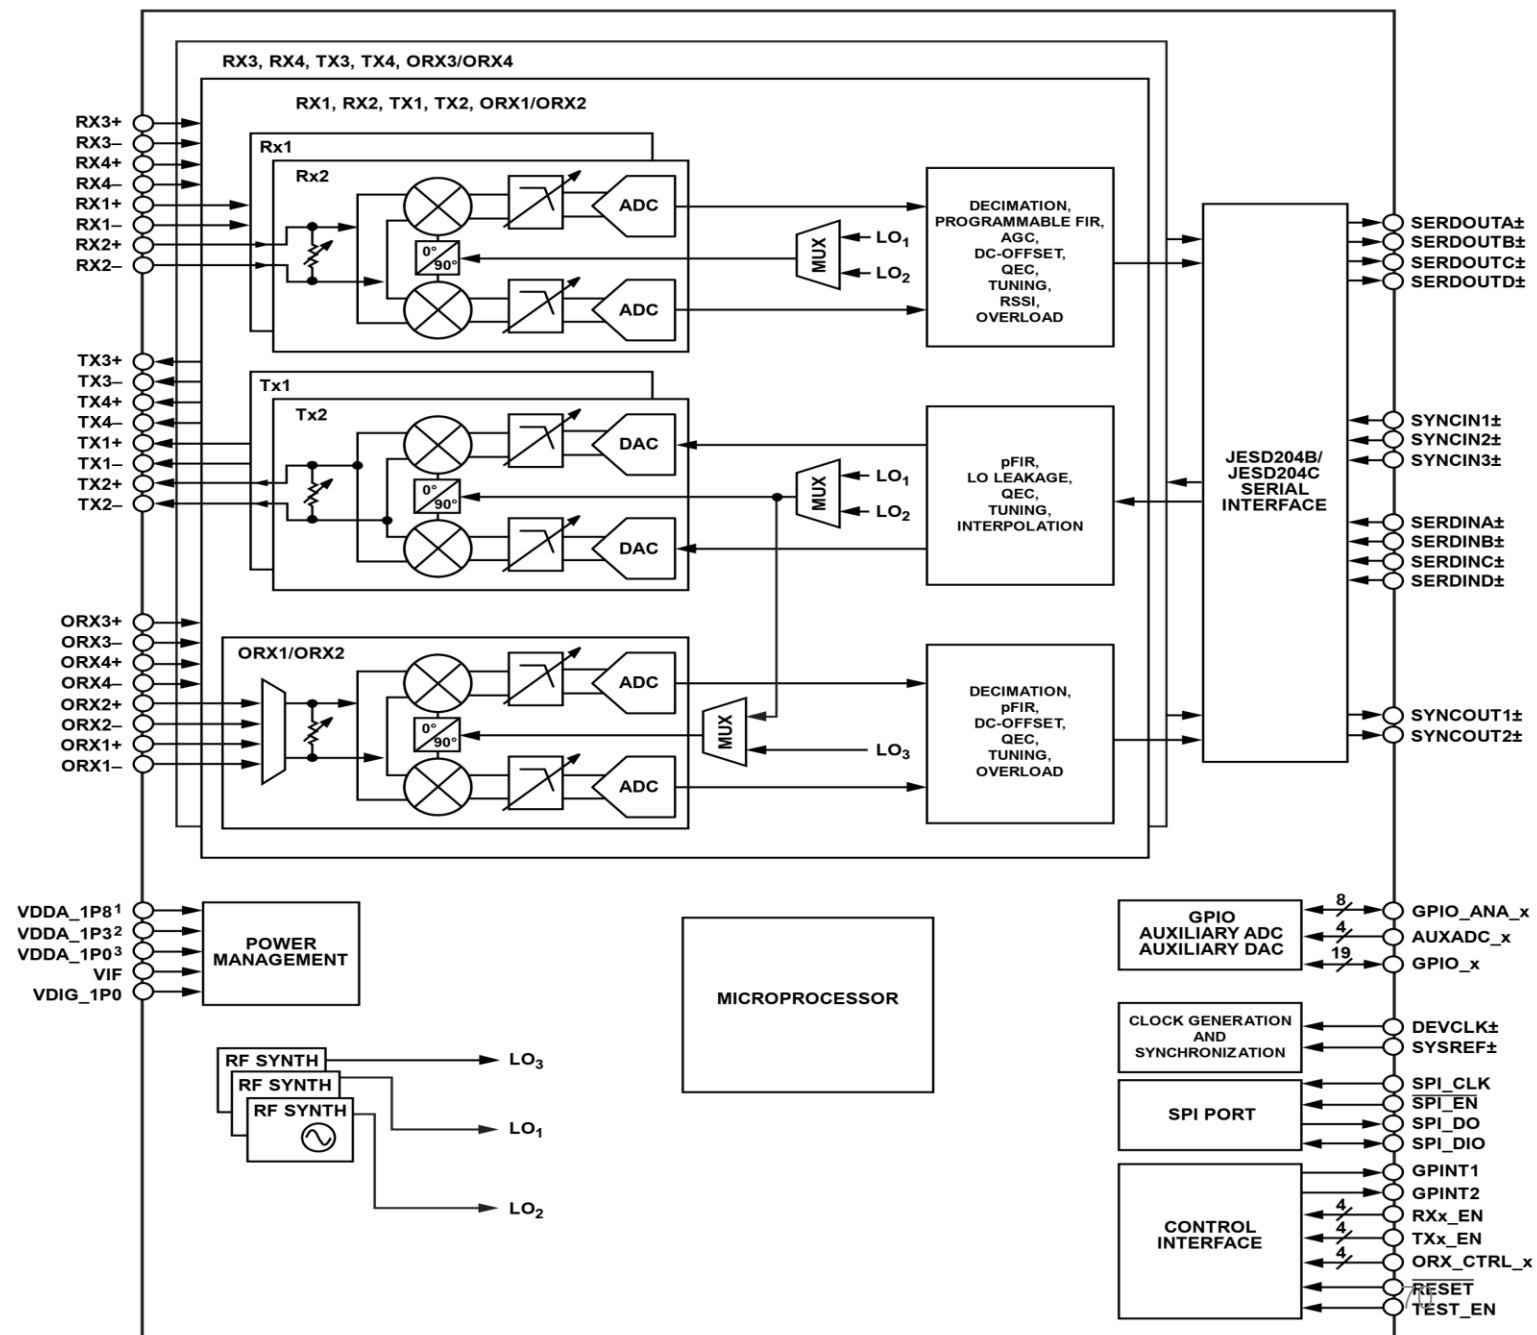 RX3, RX4, TX3, TX4, ORX3/ORX4
RX1, RX2, TX1, TX2, ORX1/ORX2
RX3+
RX3–
RX4+
RX4–
RX1+
RX1–
RX2+
RX2–
Rx1
Rx2
0°
90°
ADC
ADC
MUX
LO1
LO2
DECIMATION,
PROGRAMMABLE FIR,
AGC,
DC-OFFSET,
QEC,
TUNING,
RSSI,
OVERLOAD
TX3+
TX3–
TX4+
TX4–
TX1+
TX1–
TX2+
TX2–
Tx1
Tx2
0°
90°
DAC
DAC
MUX
LO1
LO2
pFIR,
LO LEAKAGE,
QEC,
TUNING,
INTERPOLATION
ORX3+
ORX3–
ORX4+
ORX4–
ORX2+
ORX2–
ORX1+
ORX1–
ORX1/ORX2
0°
90°
ADC
ADC
MUX
LO3
DECIMATION,
pFIR,
DC-OFFSET,
QEC,
TUNING,
OVERLOAD
JESD204B/
JESD204C
SERIAL
INTERFACE
SERDOUTA±
SERDOUTB±
SERDOUTC±
SERDOUTD±
SYNCIN1±
SYNCIN2±
SYNCIN3±
SERDINA±
SERDINB±
SERDINC±
SERDIND±
SYNCOUT1±
SYNCOUT2±
VDDA_1P8¹
VDDA_1P3²
VDDA_1P0³
VIF
VDIG_1P0
POWER
MANAGEMENT
MICROPROCESSOR
RF SYNTH
RF SYNTH
RF SYNTH
LO3
LO1
LO2
GPIO
AUXILIARY ADC
AUXILIARY DAC
8
4
19
GPIO_ANA_x
AUXADC_x
GPIO_x
CLOCK GENERATION
AND
SYNCHRONIZATION
DEVCLK±
SYSREF±
SPI PORT
SPI_CLK
SPI_EN
SPI_DO
SPI_DIO
CONTROL
INTERFACE
4
4
4
GPINT1
GPINT2
RXx_EN
TXx_EN
ORX_CTRL_x
RESET
TEST_EN
70